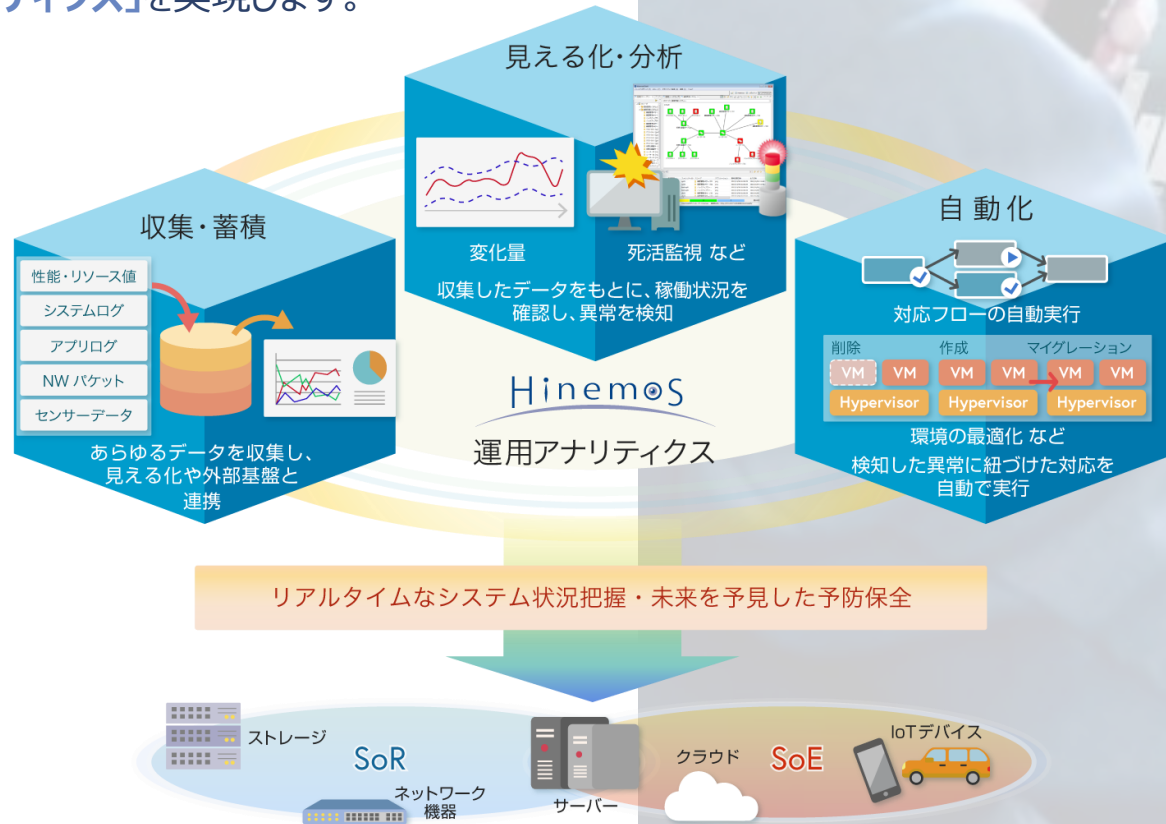 ティクス」を実現します。
見える化・分析
変化量
死活監視 など
収集したデータをもとに、稼働状況を
確認し、異常を検知
収集・蓄積
性能・リソース値
システムログ
アプリログ
NW パケット
センサーデータ
あらゆるデータを収集し、
見える化や外部基盤と
連携
自動化
対応フローの自動実行
削除 作成 マイグレーション
VM VM VM VM VM VM
Hypervisor Hypervisor Hypervisor
環境の最適化 など
検知した異常に紐づけた対応を
自動で実行
Hinemos
運用アナリティクス
リアルタイムなシステム状況把握・未来を予見した予防保全
ストレージ
SoR
ネットワーク
機器
サーバー
クラウド
SoE
IoTデバイス